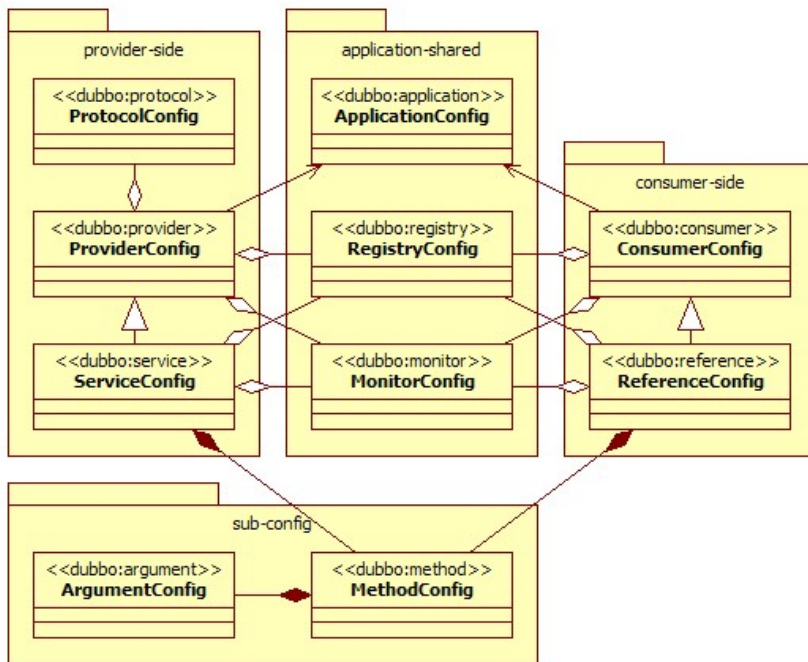 provider-side
<<dubbo:protocol>>
ProtocolConfig
<<dubbo:provider>>
ProviderConfig
<<dubbo:service>>
ServiceConfig
application-shared
<<dubbo:application>>
ApplicationConfig
<<dubbo:registry>>
RegistryConfig
<<dubbo:monitor>>
MonitorConfig
consumer-side
<<dubbo:consumer>>
ConsumerConfig
<<dubbo:reference>>
ReferenceConfig
sub-config
<<dubbo:argument>>
ArgumentConfig
<<dubbo:method>>
MethodConfig